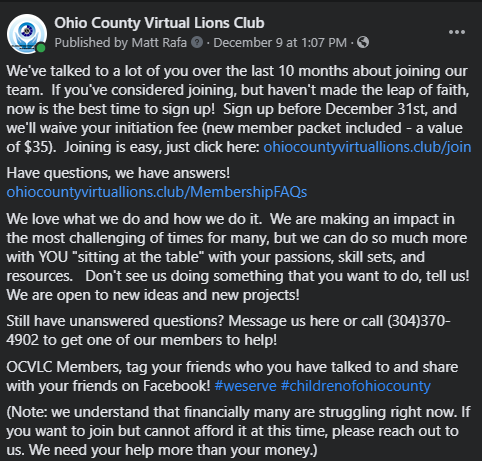 Ohio County Virtual Lions Club
Published by Matt Rafa · December 9 at 1:07 PM ·
We've talked to a lot of you over the last 10 months about joining our
team.  If you've considered joining, but haven't made the leap of faith,
now is the best time to sign up!  Sign up before December 31st, and
we'll waive your initiation fee (new member packet included - a value
of $35).  Joining is easy, just click here: ohiocountyvirtuallions.club/join
Have questions, we have answers!
ohiocountyvirtuallions.club/MembershipFAQs
We love what we do and how we do it.  We are making an impact in
the most challenging of times for many, but we can do so much more
with YOU "sitting at the table" with your passions, skill sets, and
resources.   Don't see us doing something that you want to do, tell us!
We are open to new ideas and new projects!
Still have unanswered questions? Message us here or call (304)370-
4902 to get one of our members to help!
OCVLC Members, tag your friends who you have talked to and share
with your friends on Facebook! #weserve #childrenofohiocounty
(Note: we understand that financially many are struggling right now. If
you want to join but cannot afford it at this time, please reach out to
us. We need your help more than your money.)